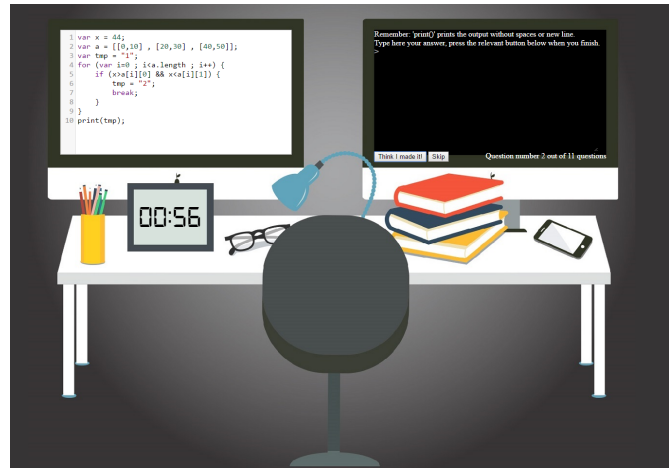 1 var x = 44;
2 var a = [[0,10] , [20,30] , [40,50]];
3 var tmp = "1";
4 for (var i=0 ; i<a.length ; i++) {
5     if (x>a[i][0] && x<a[i][1]) {
6         tmp = "2";
7         break;
8     }
9 }
10 print(tmp);
Remember: 'print()' prints the output without spaces or new line.
Type here your answer, press the relevant button below when you finish.
>
Think I made it! Skip Question number 2 out of 11 questions
00:56